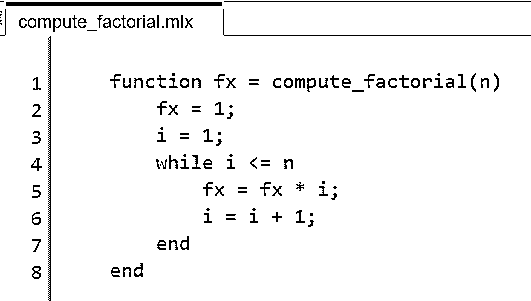 compute_factorial.mlx
1 function fx = compute_factorial(n)
2 fx = 1;
3 i = 1;
4 while i <= n
5 fx = fx * i;
6 i = i + 1;
7 end
8 end